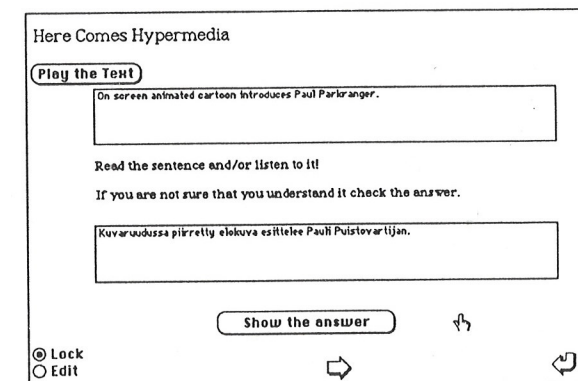 Here Comes Hypermedia
Play the Text
On screen animated cartoon introduces Paul Parkranger.
Read the sentence and/or listen to it!
If you are not sure that you understand it check the answer.
Kuvaruudussa piirretty elokuva esittelee Pauli Puistovartijan.
Show the answer
Lock
Edit